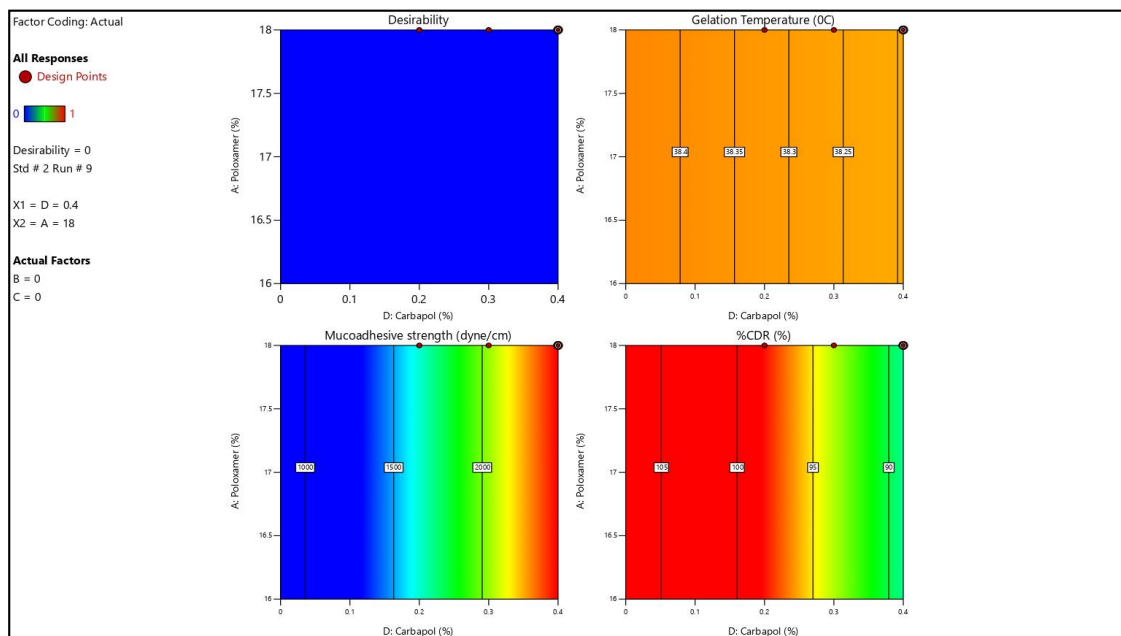 Factor Coding: Actual
All Responses
Design Points
0 1
Desirability = 0
Std # 2 Run # 9
X1 = D = 0.4
X2 = A = 18
Actual Factors
B = 0
C = 0
Desirability
A: Poloxamer (%)
18
17.5
17
16.5
16
0 0.1 0.2 0.3 0.4
D: Carbapol (%)
Gelation Temperature (0C)
A: Poloxamer (%)
18
17.5
17
16.5
16
38.4 38.35 38.3 38.25
0 0.1 0.2 0.3 0.4
D: Carbapol (%)
Mucoadhesive strength (dyne/cm)
A: Poloxamer (%)
18
17.5
17
16.5
16
1000 1500 2000
0 0.1 0.2 0.3 0.4
D: Carbapol (%)
%CDR (%)
A: Poloxamer (%)
18
17.5
17
16.5
16
105 100 95 90
0 0.1 0.2 0.3 0.4
D: Carbapol (%)